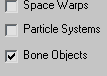 Space Warps
Particle Systems
Bone Objects